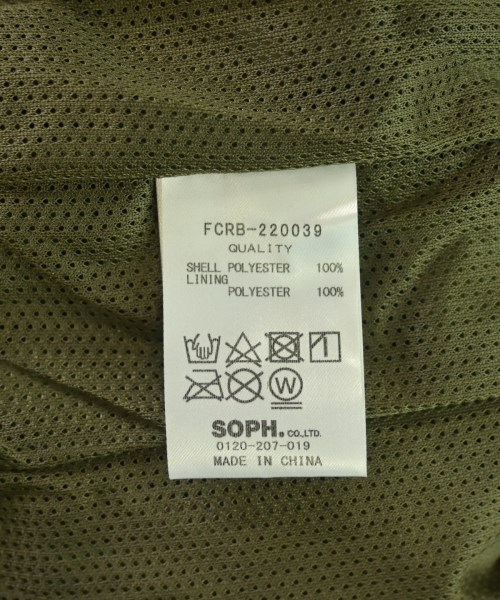 FCRB-220039
QUALITY
SHELL POLYESTER 100%
LINING
POLYESTER 100%
W
SOPH. CO.,LTD.
0120-207-019
MADE IN CHINA